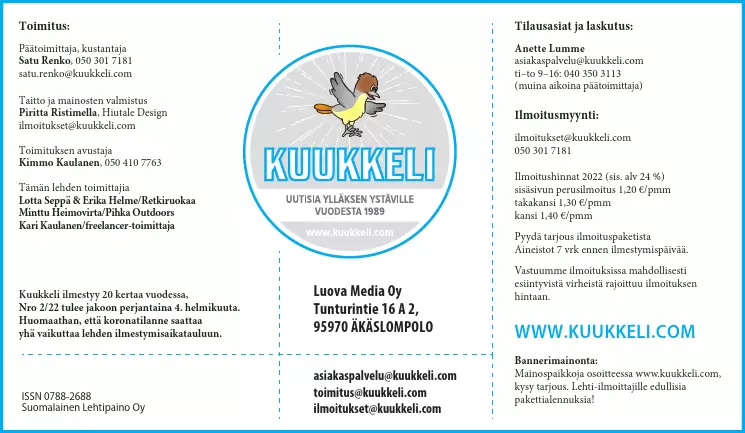 Toimitus:
Päätoimittaja, kustantaja
Satu Renko, 050 301 7181
satu.renko@kuukkeli.com
Taitto ja mainosten valmistus
Piritta Ristimella, Hiutale Design
ilmoitukset@kuukkeli.com
Toimituksen avustaja
Kimmo Kaulanen, 050 410 7763
Tämän lehden toimittajia
Lotta Seppä & Erika Helme/Retkiruokaa
Minttu Heimovirta/Pihka Outdoors
Kari Kaulanen/freelancer-toimittaja
Kuukkeli ilmestyy 20 kertaa vuodessa,
Nro 2/22 tulee jakoon perjantaina 4. helmikuuta.
Huomaathan, että koronatilanne saattaa
yhä vaikuttaa lehden ilmestymisaikatauluun.
ISSN 0788-2688
Suomalainen Lehtipaino Oy
KUUKKELI
UUTISIA YLLÄKSEN YSTÄVILLE
VUODESTA 1989
www.kuukkeli.com
Luova Media Oy
Tunturintie 16 A 2,
95970 ÄKÄSLOMPOLO
asiakaspalvelu@kuukkeli.com
toimitus@kuukkeli.com
ilmoitukset@kuukkeli.com
Tilausasiat ja laskutus:
Anette Lumme
asiakaspalvelu@kuukkeli.com
ti–to 9–16: 040 350 3113
(muina aikoina päätoimittaja)
Ilmoitusmyynti:
ilmoitukset@kuukkeli.com
050 301 7181
Ilmoitushinnat 2022 (sis. alv 24 %)
sisäsivun perusilmoitus 1,20 €/pmm
takakansi 1,30 €/pmm
kansi 1,40 €/pmm
Pyydä tarjous ilmoituspaketista
Aineistot 7 vrk ennen ilmestymispäivää.
Vastuumme ilmoituksissa mahdollisesti
esiintyvistä virheistä rajoittuu ilmoituksen
hintaan.
WWW.KUUKKELI.COM
Bannerimainonta:
Mainospaikkoja osoitteessa www.kuukkeli.com,
kysy tarjous. Lehti-ilmoittajille edullisia
pakettialennuksia!